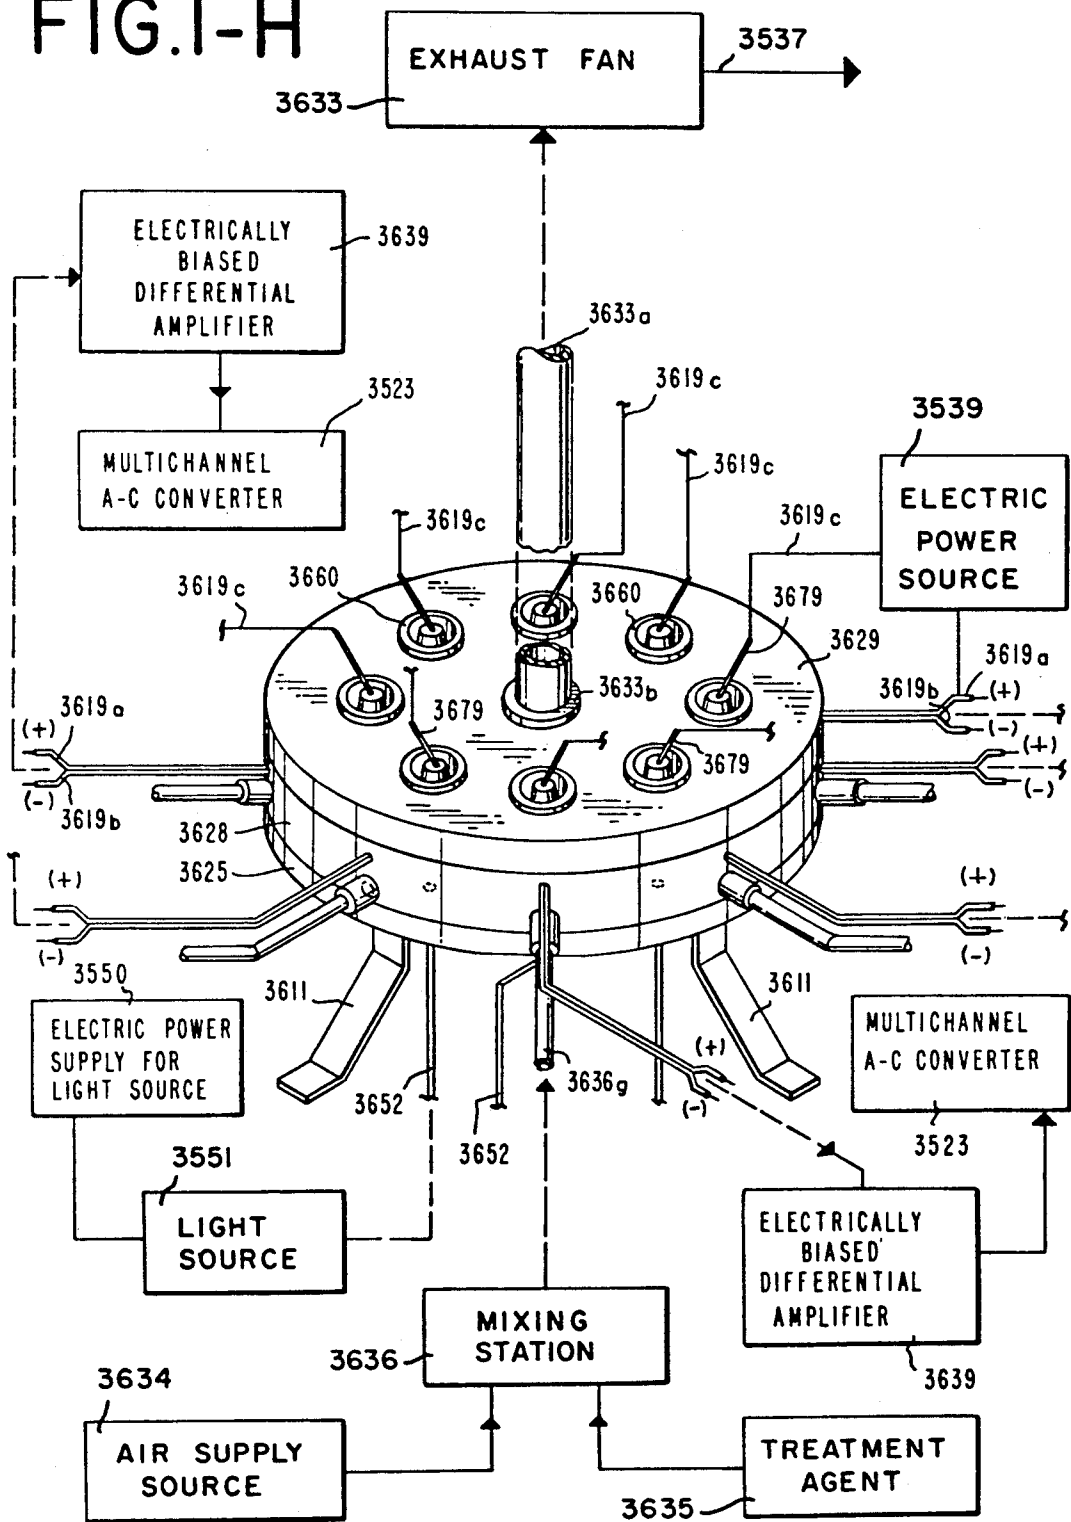 FIG.1-H
EXHAUST FAN
3537
3633
ELECTRICALLY
BIASED
DIFFERENTIAL
AMPLIFIER
3639
3633a
3619c
3523
MULTICHANNEL
A-C CONVERTER
3619c
3539
ELECTRIC
POWER
SOURCE
3619c
3619c
3660
3660
3619c
3679
3629
3619a
3619b
(+)
(-)
3633b
3679
3679
3619a
(+)
(-)
3619b
(+)
(-)
3628
3625
(+)
(-)
(+)
(-)
3550
ELECTRIC POWER
SUPPLY FOR
LIGHT SOURCE
3611
3611
MULTICHANNEL
A-C CONVERTER
3523
3652
3652
3636g
(+)
(-)
3551
LIGHT
SOURCE
ELECTRICALLY
BIASED'
DIFFERENTIAL
AMPLIFIER
3639
MIXING
STATION
3636
3634
AIR SUPPLY
SOURCE
TREATMENT
AGENT
3635